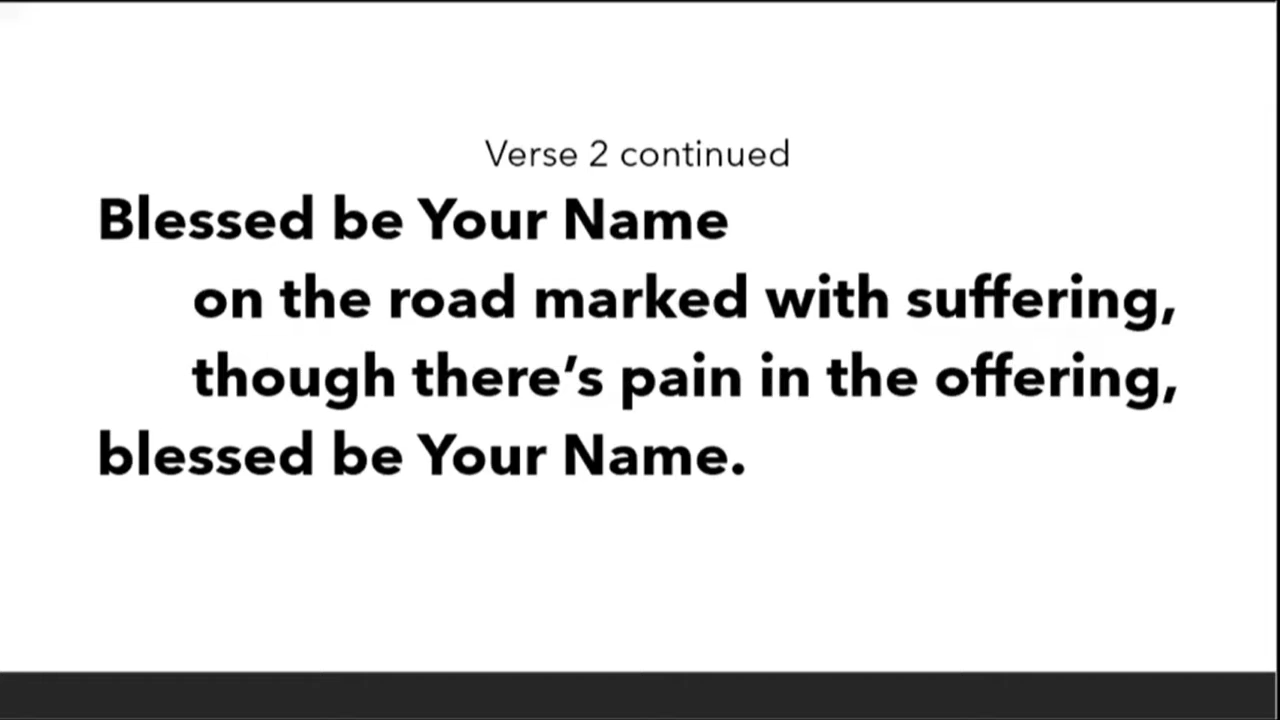 Verse 2 continued
Blessed be Your Name
on the road marked with suffering,
though there’s pain in the offering,
blessed be Your Name.